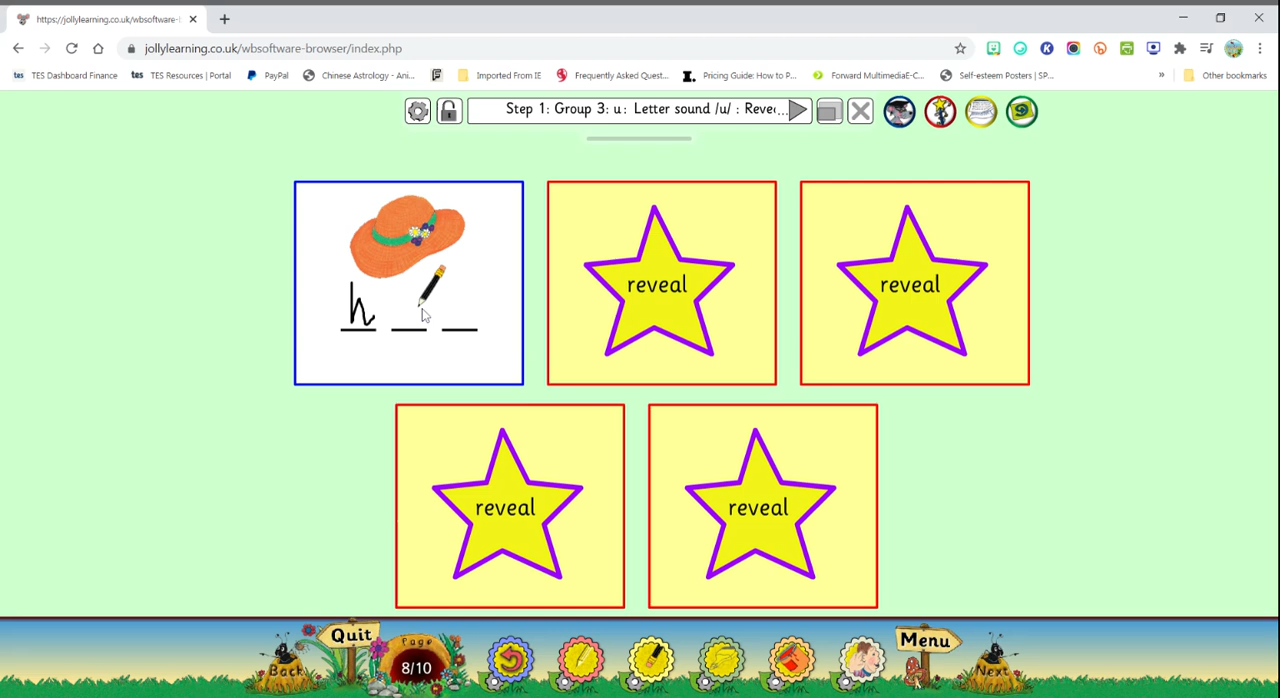 https://jollylearning.co.uk/wbsoftware-
jollylearning.co.uk/wbsoftware-browser/index.php
tes TES Dashboard Finance tes TES Resources | Portal PayPal Chinese Astrology - Ani... Imported From IE Frequently Asked Quest... Pricing Guide: How to P... Forward MultimediaE-C... Self-esteem Posters | SP... » Other bookmarks
Step 1: Group 3: u: Letter sound /u/ : Reve...
h
reveal
reveal
reveal
reveal
Back
Quit
Page
8/10
Menu
Next